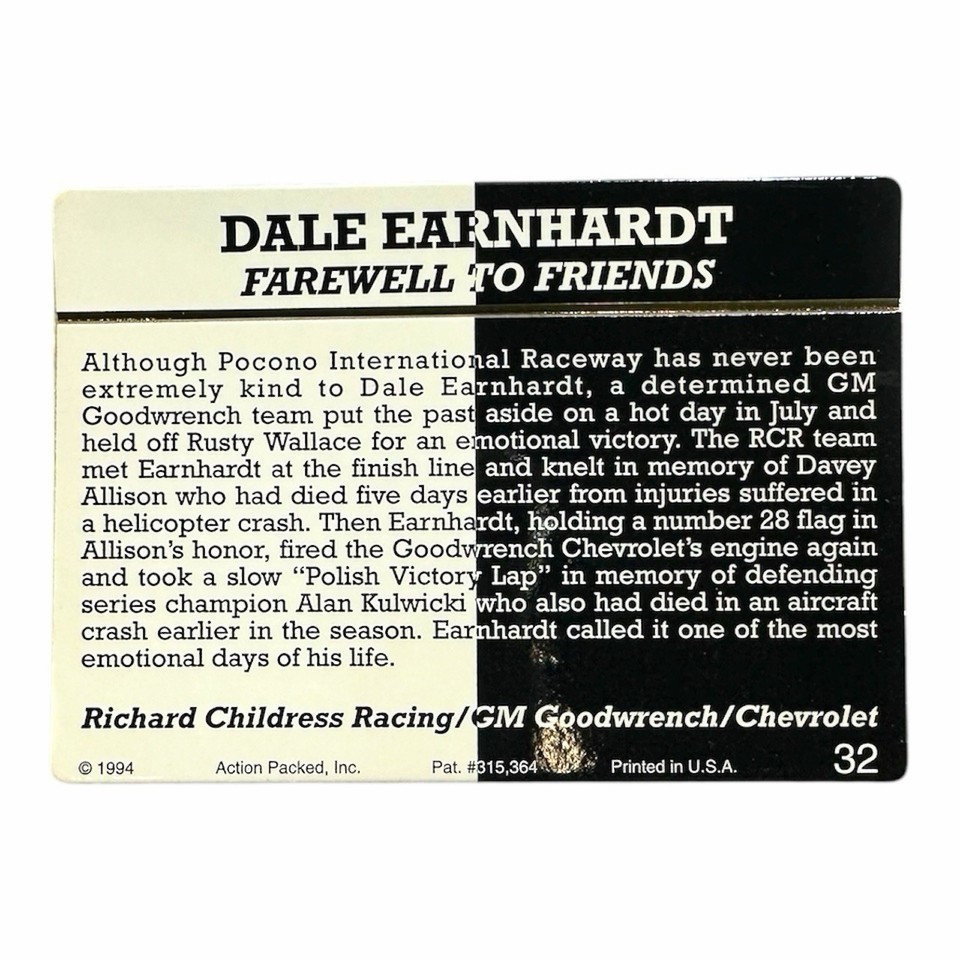 DALE EARNHARDT
FAREWELL TO FRIENDS
Although Pocono International Raceway has never been
extremely kind to Dale Earnhardt, a determined GM
Goodwrench team put the past aside on a hot day in July and
held off Rusty Wallace for an emotional victory. The RCR team
met Earnhardt at the finish line and knelt in memory of Davey
Allison who had died five days earlier from injuries suffered in
a helicopter crash. Then Earnhardt, holding a number 28 flag in
Allison's honor, fired the Goodwrench Chevrolet's engine again
and took a slow “Polish Victory Lap” in memory of defending
series champion Alan Kulwicki who also had died in an aircraft
crash earlier in the season. Earnhardt called it one of the most
emotional days of his life.
Richard Childress Racing/GM Goodwrench/Chevrolet
© 1994 Action Packed, Inc. Pat. #315,364 Printed in U.S.A. 32